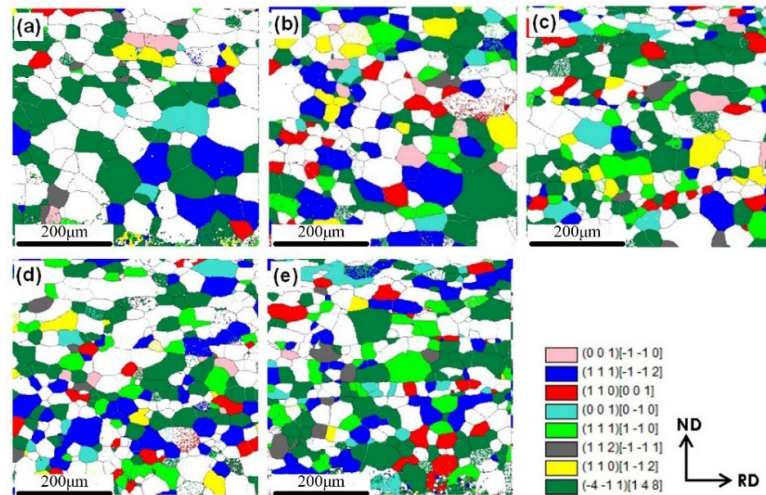 (a)
(b)
(c)
200μm
200μm
200μm
(d)
(e)
200μm
200μm
(0 0 1)[-1 -1 0]
(1 1 1)[-1 -1 2]
(1 1 0)[0 0 1]
(0 0 1)[0 -1 0]
(1 1 1)[1 -1 0]
(1 1 2)[-1 -1 1]
(1 1 0)[1 -1 2]
(-4 -1 1)[1 4 8]
ND
RD